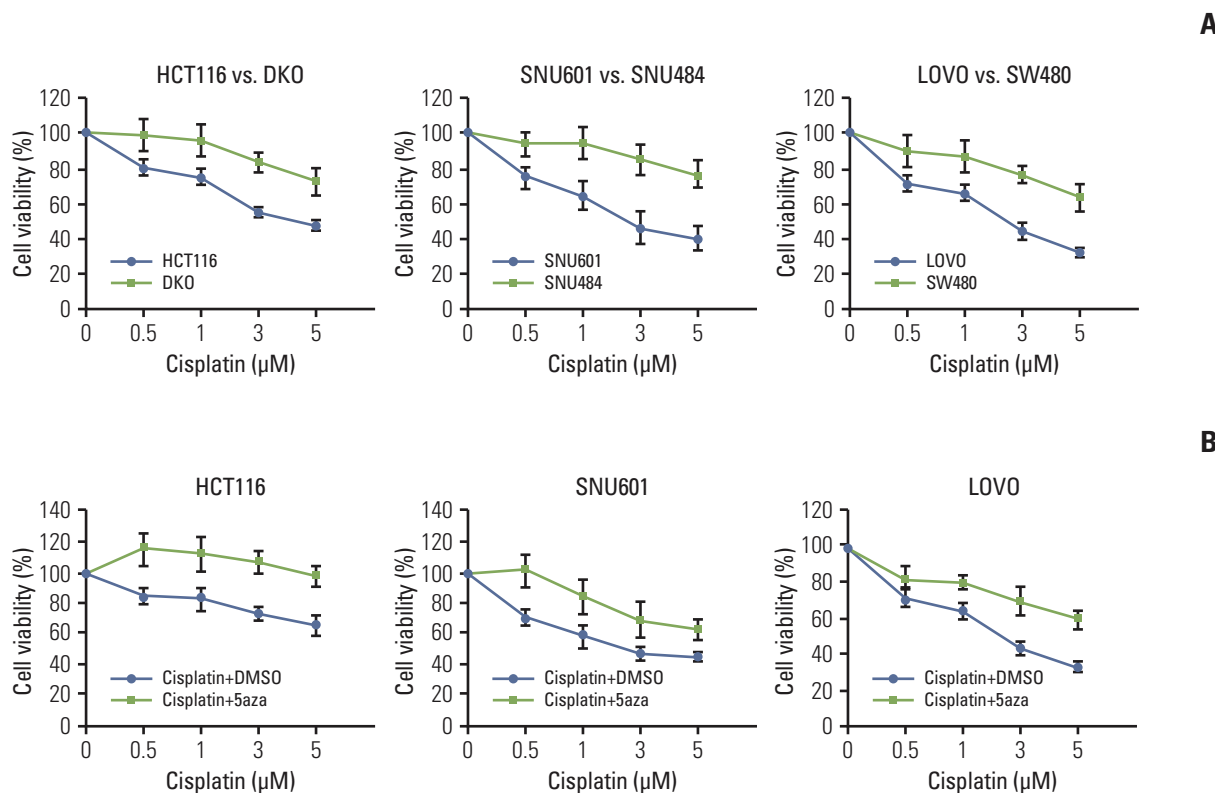 A
HCT116 vs. DKO
120
100
80
60
40
20
0
Cell viability (%)
HCT116
DKO
0 0.5 1 3 5
Cisplatin (μM)
SNU601 vs. SNU484
120
100
80
60
40
20
0
Cell viability (%)
SNU601
SNU484
0 0.5 1 3 5
Cisplatin (μM)
LOVO vs. SW480
120
100
80
60
40
20
0
Cell viability (%)
LOVO
SW480
0 0.5 1 3 5
Cisplatin (μM)
B
HCT116
140
120
100
80
60
40
20
0
Cell viability (%)
Cisplatin+DMSO
Cisplatin+5aza
0 0.5 1 3 5
Cisplatin (μM)
SNU601
140
120
100
80
60
40
20
0
Cell viability (%)
Cisplatin+DMSO
Cisplatin+5aza
0 0.5 1 3 5
Cisplatin (μM)
LOVO
120
100
80
60
40
20
0
Cell viability (%)
Cisplatin+DMSO
Cisplatin+5aza
0 0.5 1 3 5
Cisplatin (μM)